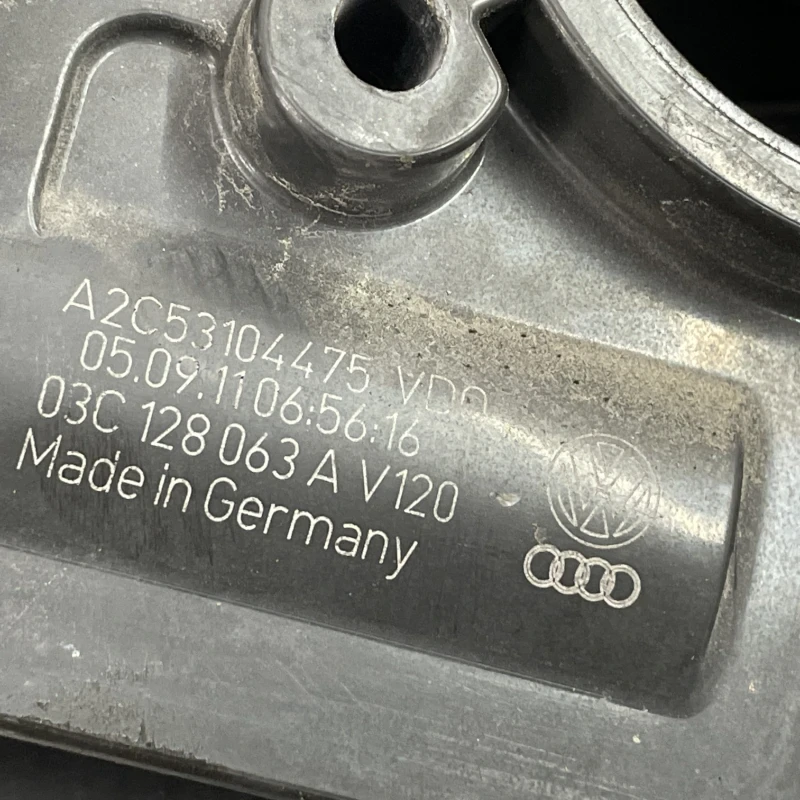 A2C53104475 VDO
05.09.11 06:56:16
03C 128 063 A V120
Made in Germany